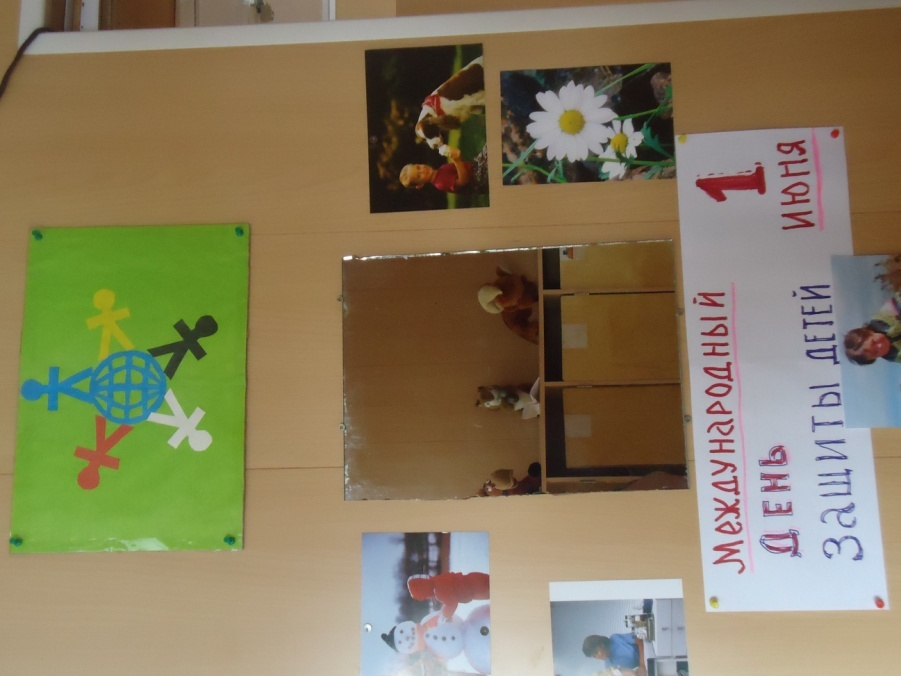 Международный
День
Защиты детей
1
июня